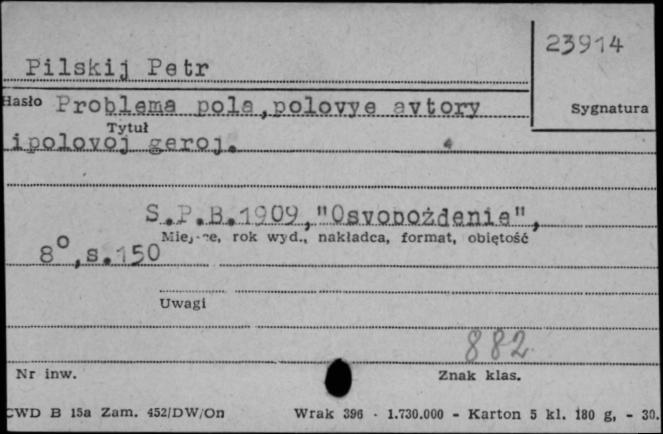 23914
Pilskij Petr
Hasło Problema pola,polovye avtory
Sygnatura
Tytuł
ipolovoj geroj.
S.P.B.1909,"Osvoboždenie",
Miejsce, rok wyd., nakładca, format, objętość
8°,s.150
Uwagi
882
Nr inw.
Znak klas.
CWD B 15a Zam. 452/DW/On Wrak 396 - 1.730.000 - Karton 5 kl. 180 g, - 30.